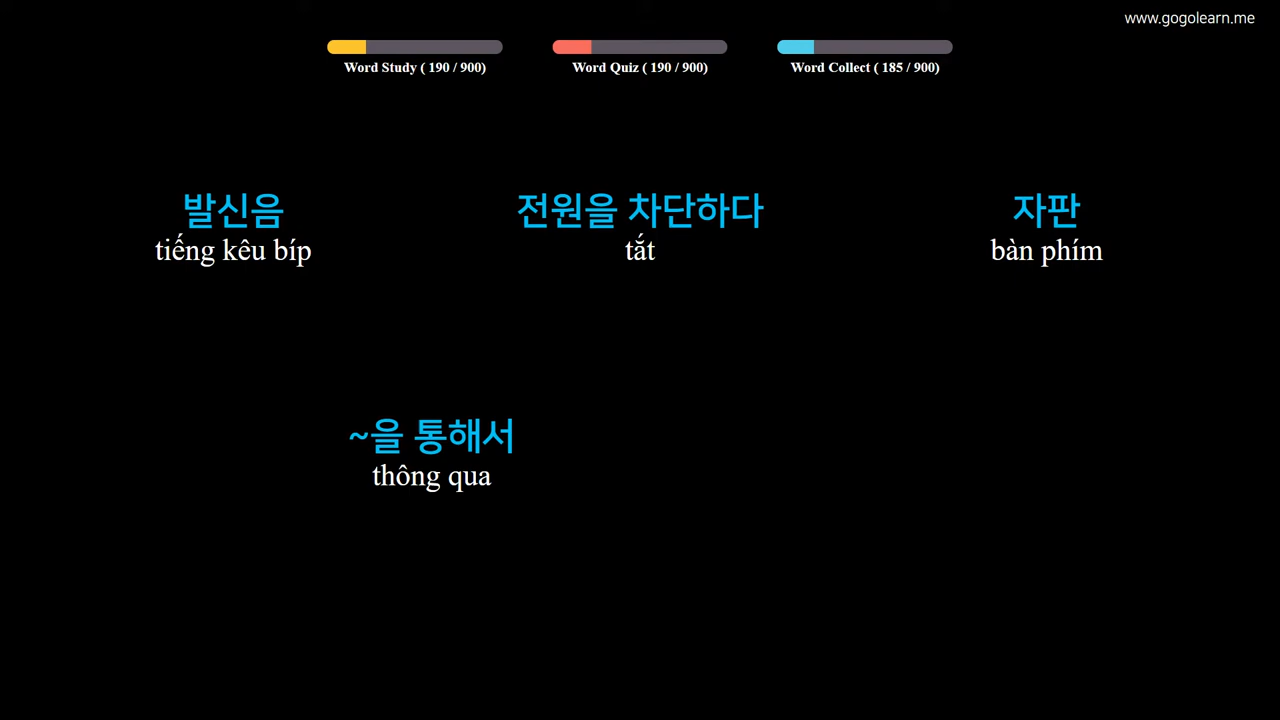 www.gogolearn.me
Word Study ( 190 / 900)
Word Quiz ( 190 / 900)
Word Collect ( 185 / 900)
발신음
tiếng kêu bíp
전원을 차단하다
tắt
자판
bàn phím
~을 통해서
thông qua